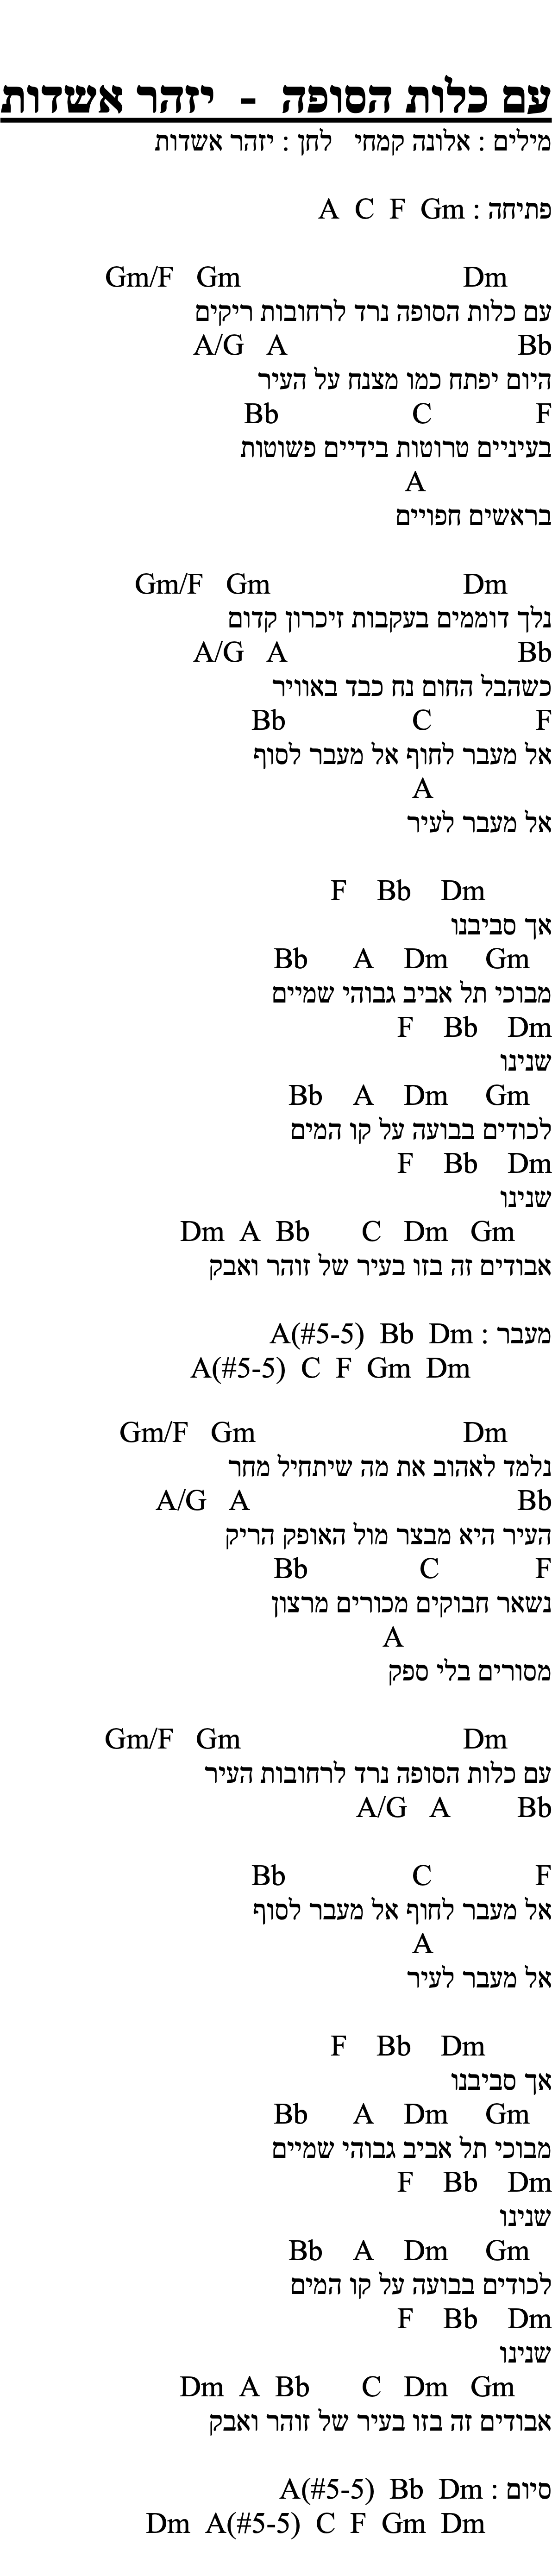 עם כלות הסופה - יזהר אשדות
מילים : אלונה קמחי   לחן : יזהר אשדות
פתיחה : A C F Gm
Gm/F Gm Dm
עם כלות הסופה נרד לרחובות ריקים
A/G A Bb
היום יפתח כמו מצנח על העיר
Bb C F
בעיניים טרוטות בידיים פשוטות
A
בראשים חפויים
Gm/F Gm Dm
נלך דוממים בעקבות זיכרון קדום
A/G A Bb
כשהבל החום נח כבד באוויר
Bb C F
אל מעבר לחוף אל מעבר לסוף
A
אל מעבר לעיר
F Bb Dm
אך סביבנו
Bb A Dm Gm
מבוכי תל אביב גבוהי שמיים
F Bb Dm
שנינו
Bb A Dm Gm
לכודים בבועה על קו המים
F Bb Dm
שנינו
Dm A Bb C Dm Gm
אבודים זה בזו בעיר של זוהר ואבק
מעבר : A(#5-5) Bb Dm
A(#5-5) C F Gm Dm
Gm/F Gm Dm
נלמד לאהוב את מה שיתחיל מחר
A/G A Bb
העיר היא מבצר מול האופק הריק
Bb C F
נשאר חבוקים מכורים מרצון
A
מסורים בלי ספק
Gm/F Gm Dm
עם כלות הסופה נרד לרחובות העיר
A/G A Bb
Bb C F
אל מעבר לחוף אל מעבר לסוף
A
אל מעבר לעיר
F Bb Dm
אך סביבנו
Bb A Dm Gm
מבוכי תל אביב גבוהי שמיים
F Bb Dm
שנינו
Bb A Dm Gm
לכודים בבועה על קו המים
F Bb Dm
שנינו
Dm A Bb C Dm Gm
אבודים זה בזו בעיר של זוהר ואבק
סיום : A(#5-5) Bb Dm
Dm A(#5-5) C F Gm Dm